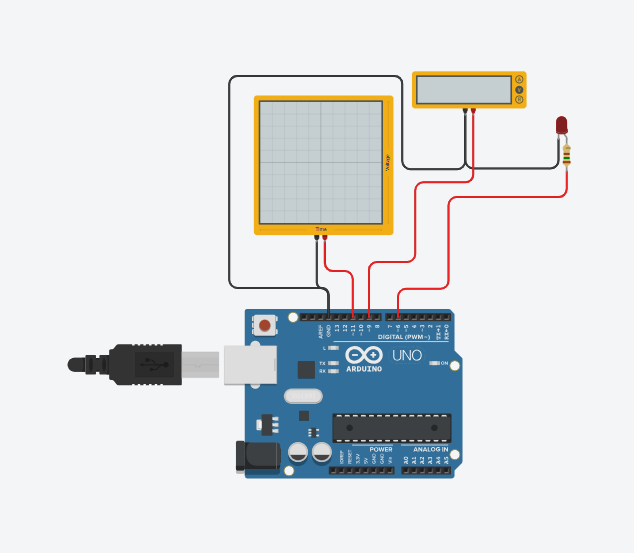 A
V
R
Voltage
Time
AREF
GND
13
12
~11
~10
~9
8
7
~6
~5
4
~3
2
TX→1
RX←0
DIGITAL (PWM~)
L
TX
RX
UNO
ARDUINO
ON
POWER
ANALOG IN
IOREF
RESET
3.3V
5V
GND
GND
Vin
A0
A1
A2
A3
A4
A5